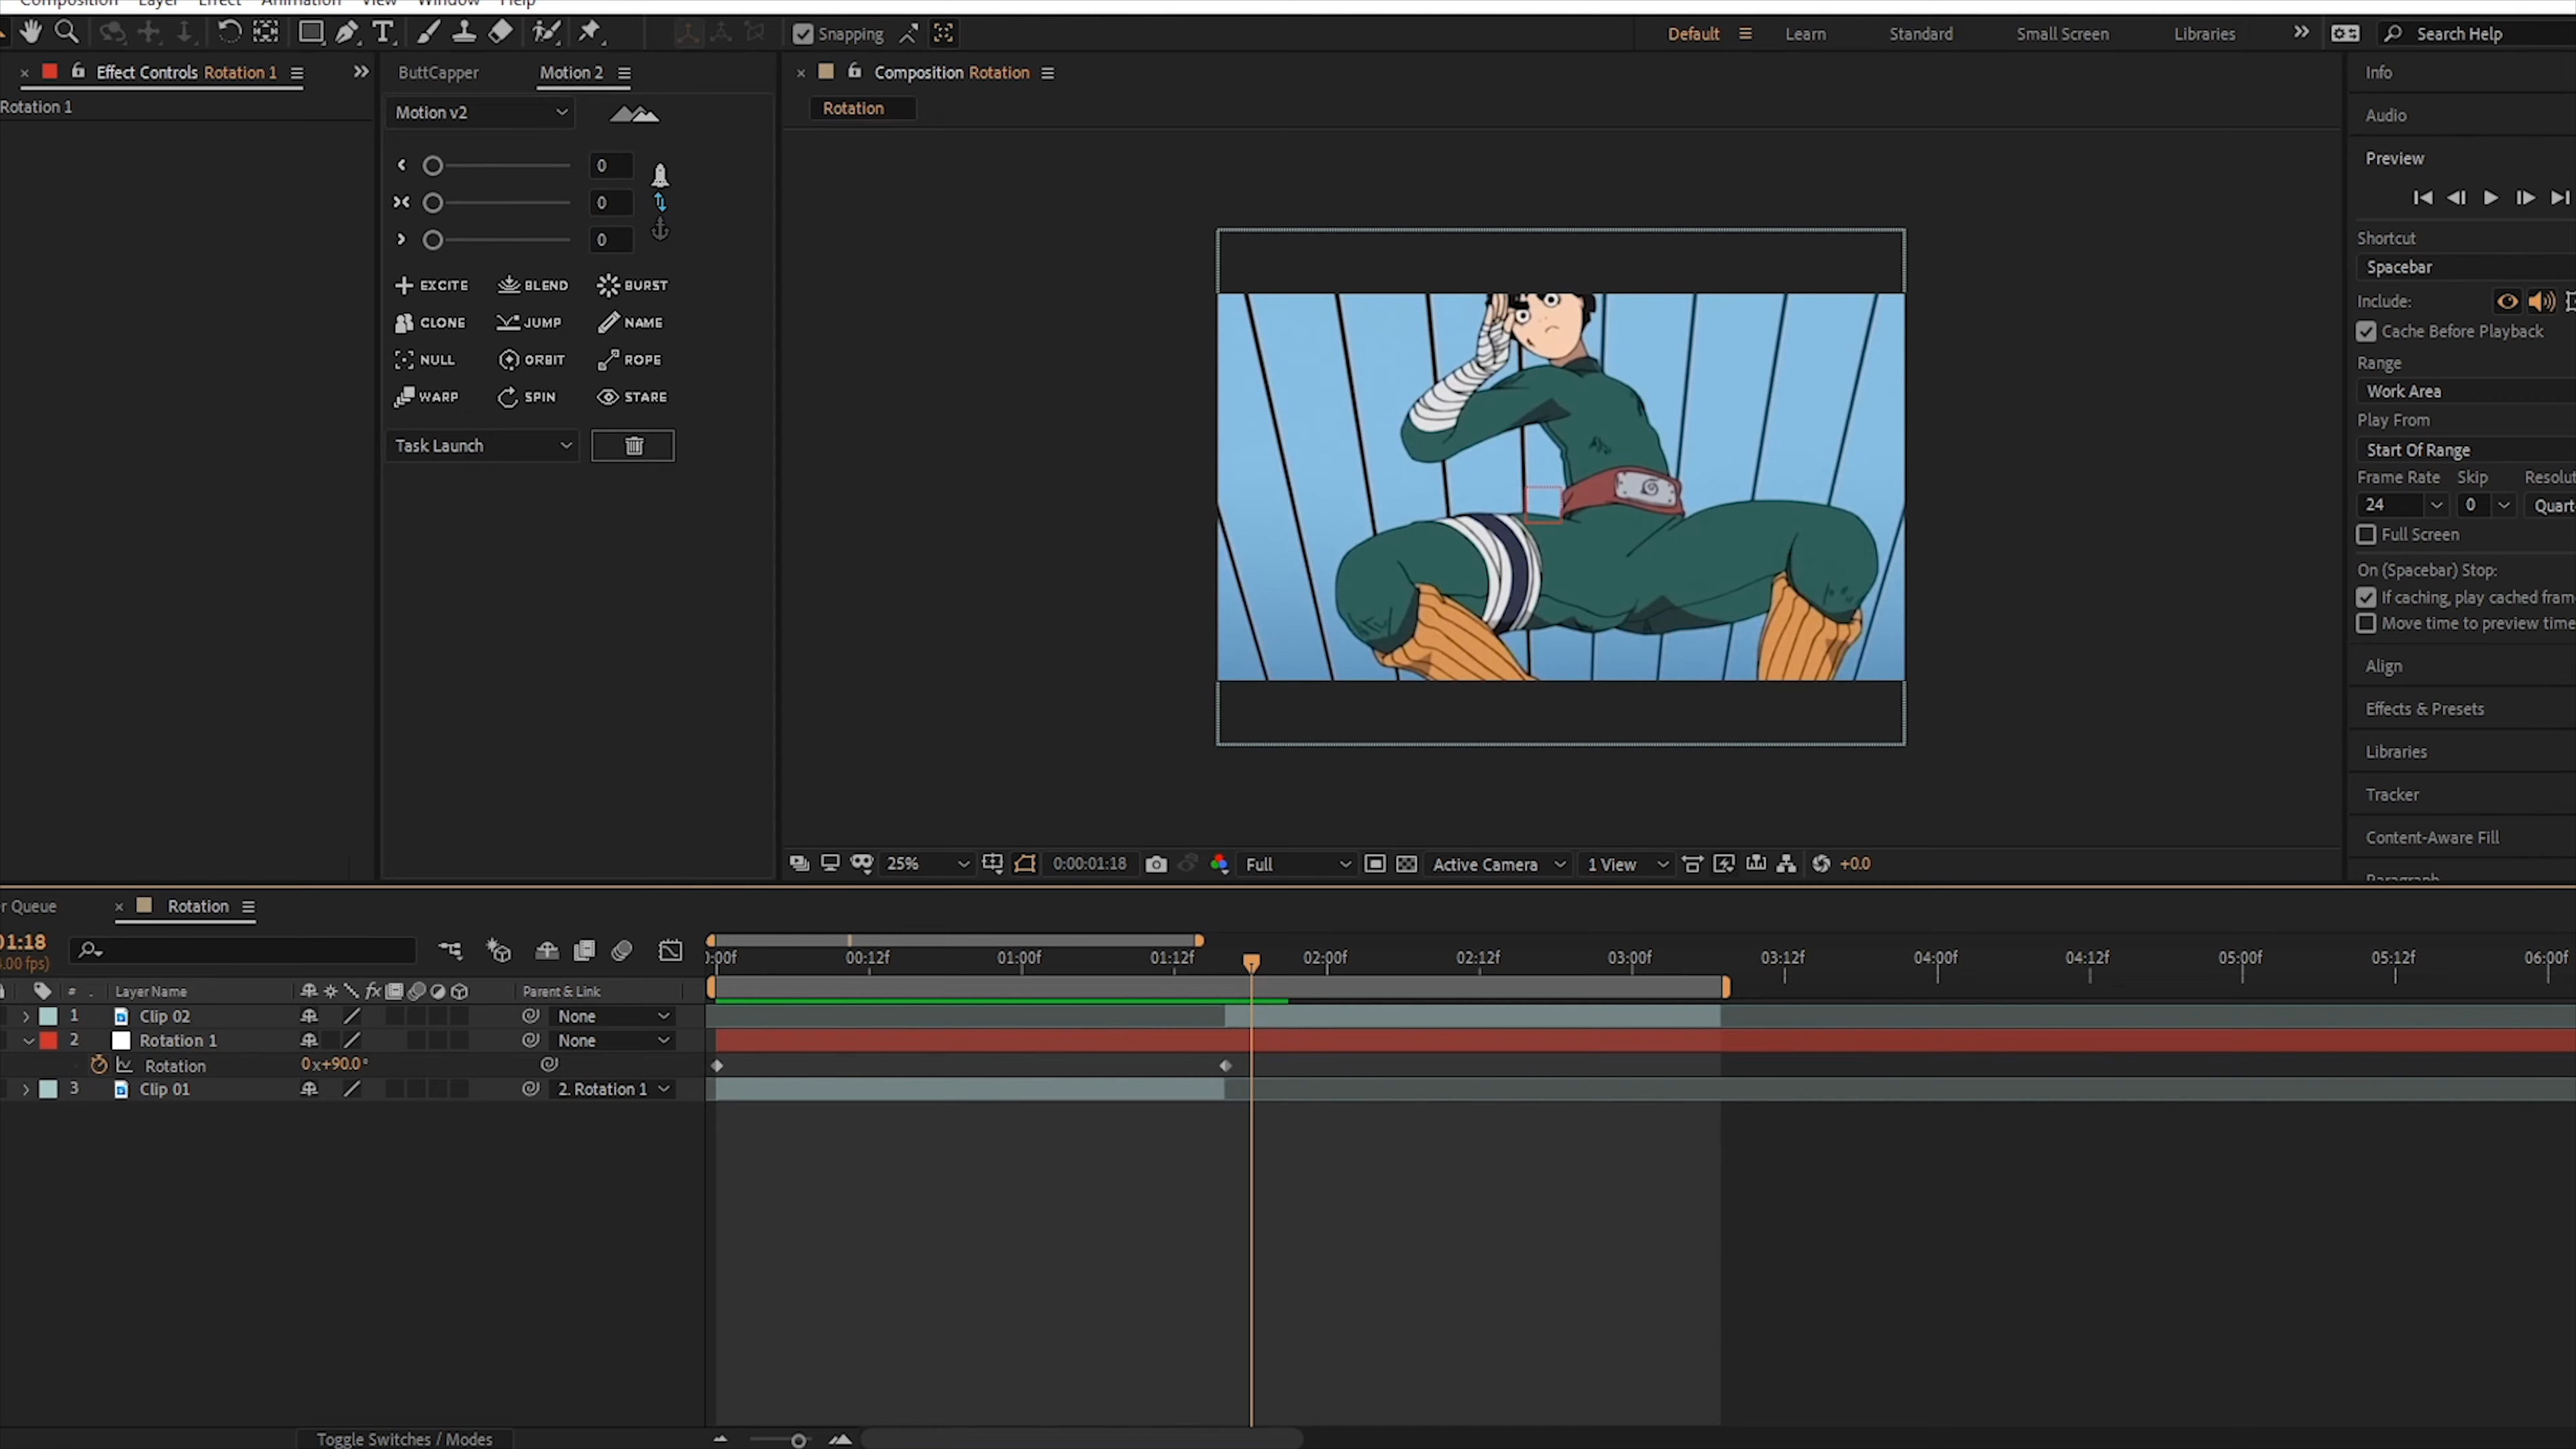 Composition Layer Effect Animation View Window Help
Snapping
Default Learn Standard Small Screen Libraries Search Help
Effect Controls Rotation 1
Rotation 1
ButtCapper Motion 2
Motion v2
0
0
0
EXCITE BLEND BURST
CLONE JUMP NAME
NULL ORBIT ROPE
WARP SPIN STARE
Task Launch
Composition Rotation
Rotation
25% 0:00:01:18 Full Active Camera 1 View +0.0
Info
Audio
Preview
Shortcut
Spacebar
Include:
Cache Before Playback
Range
Work Area
Play From
Start Of Range
Frame Rate Skip Resolut
24 0 Quart
Full Screen
On (Spacebar) Stop:
If caching, play cached fram
Move time to preview time
Align
Effects & Presets
Libraries
Tracker
Content-Aware Fill
Paragraph
r Queue Rotation
01:18
.00 fps)
:00f 00:12f 01:00f 01:12f 02:00f 02:12f 03:00f 03:12f 04:00f 04:12f 05:00f 05:12f 06:00f
# Layer Name fx Parent & Link
1 Clip 02 None
2 Rotation 1 None
Rotation 0x+90.0°
3 Clip 01 2. Rotation 1
Toggle Switches / Modes